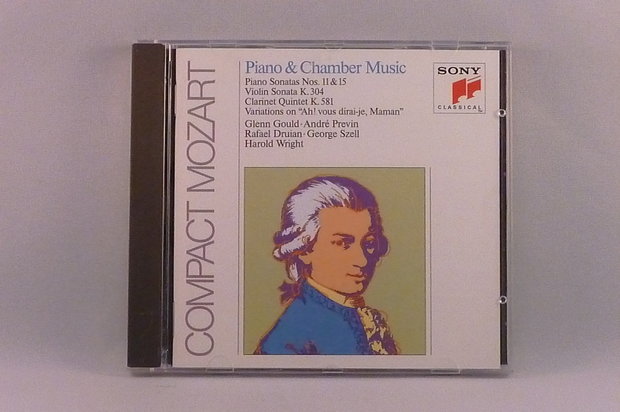 COMPACT MOZART
Piano & Chamber Music
Piano Sonatas Nos. 11 & 15
Violin Sonata K. 304
Clarinet Quintet K. 581
Variations on "Ah! vous dirai-je, Maman"
Glenn Gould · André Previn
Rafael Druian · George Szell
Harold Wright
SONY
CLASSICAL